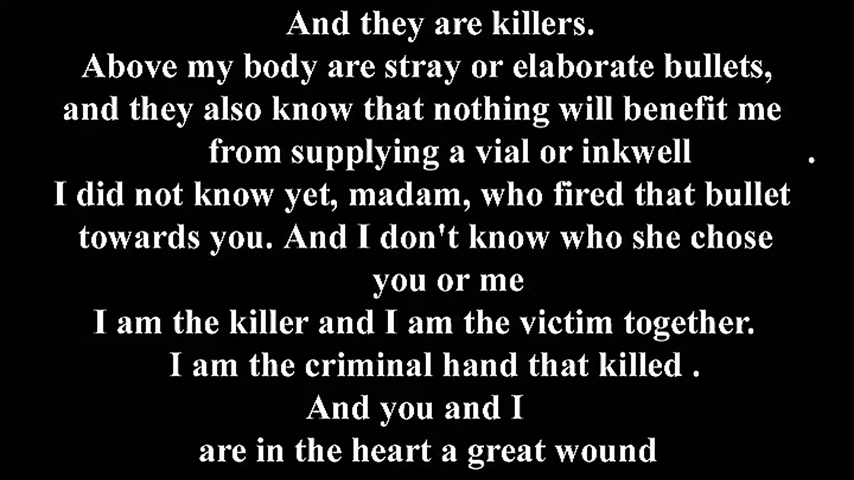 And they are killers.
Above my body are stray or elaborate bullets,
and they also know that nothing will benefit me
from supplying a vial or inkwell .
I did not know yet, madam, who fired that bullet
towards you. And I don't know who she chose
you or me
I am the killer and I am the victim together.
I am the criminal hand that killed .
And you and I
are in the heart a great wound